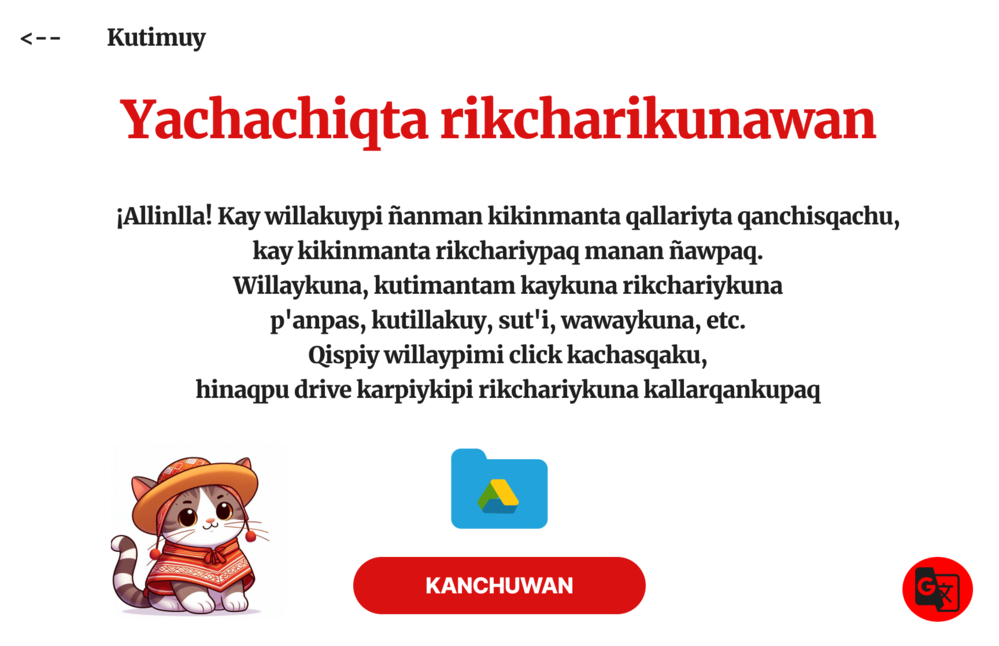 <-- Kutimuy
Yachachiqta rikcharikunawan
¡Allinlla! Kay willakuypi ñanman kikinmanta qallariyta qanchisqachu,
kay kikinmanta rikchariypaq manan ñawpaq.
Willaykuna, kutimantam kaykuna rikchariykuna
p'anpas, kutillakuy, sut'i, wawaykuna, etc.
Qispiy willaypimi click kachasqaku,
hinaqpu drive karpiykipi rikchariykuna kallarqankupaq
KANCHUWAN
G 文